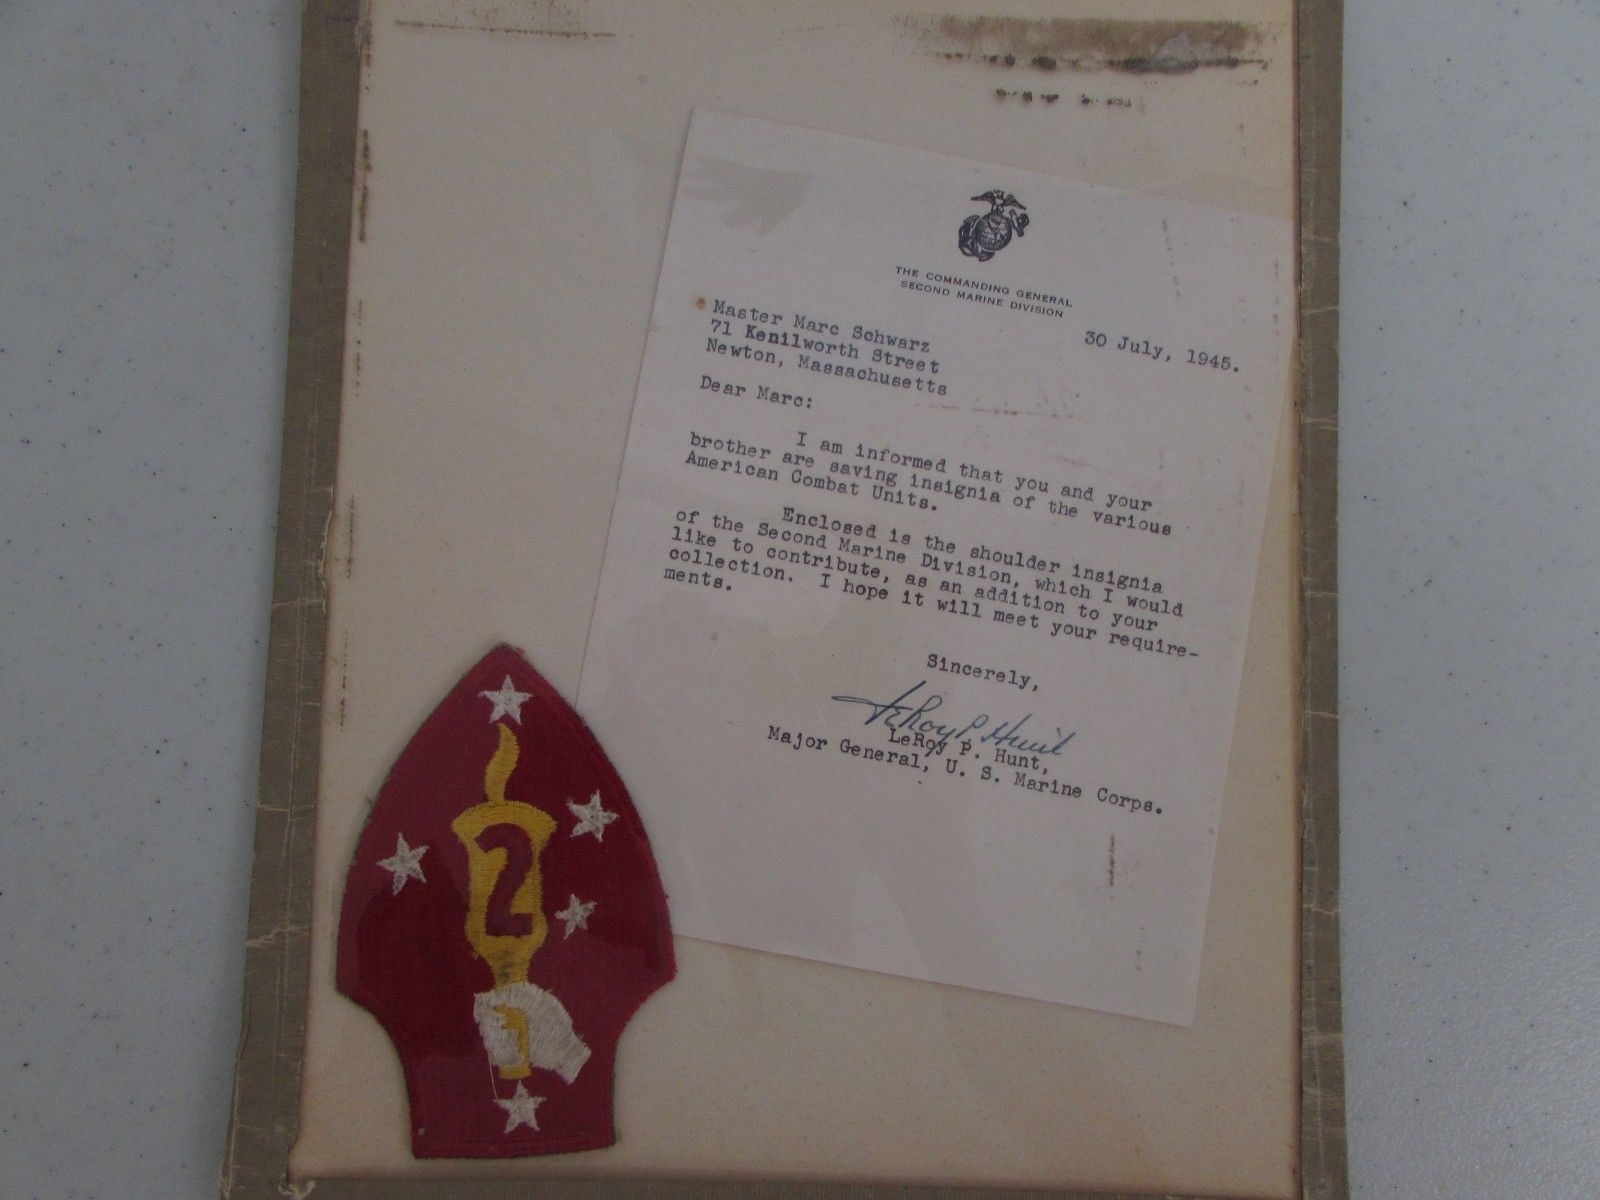 THE COMMANDING GENERAL
SECOND MARINE DIVISION
30 July, 1945.
Master Marc Schwarz
71 Kenilworth Street
Newton, Massachusetts
Dear Marc:
I am informed that you and your
brother are saving insignia of the various
American Combat Units.
Enclosed is the shoulder insignia
of the Second Marine Division, which I would
like to contribute, as an addition to your
collection. I hope it will meet your require-
ments.
Sincerely,
LeRoy P. Hunt
LeRoy P. Hunt,
Major General, U. S. Marine Corps.
2